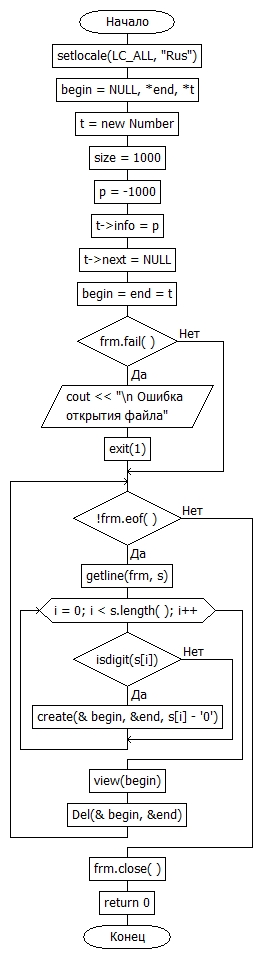 Начало
setlocale(LC_ALL, "Rus")
begin = NULL, *end, *t
t = new Number
size = 1000
p = -1000
t->info = p
t->next = NULL
begin = end = t
frm.fail( )
Нет
Да
cout << "\n Ошибка
открытия файла"
exit(1)
!frm.eof( )
Нет
Да
getline(frm, s)
i = 0; i < s.length( ); i++
isdigit(s[i])
Нет
Да
create(& begin, &end, s[i] - '0')
view(begin)
Del(& begin, &end)
frm.close( )
return 0
Конец